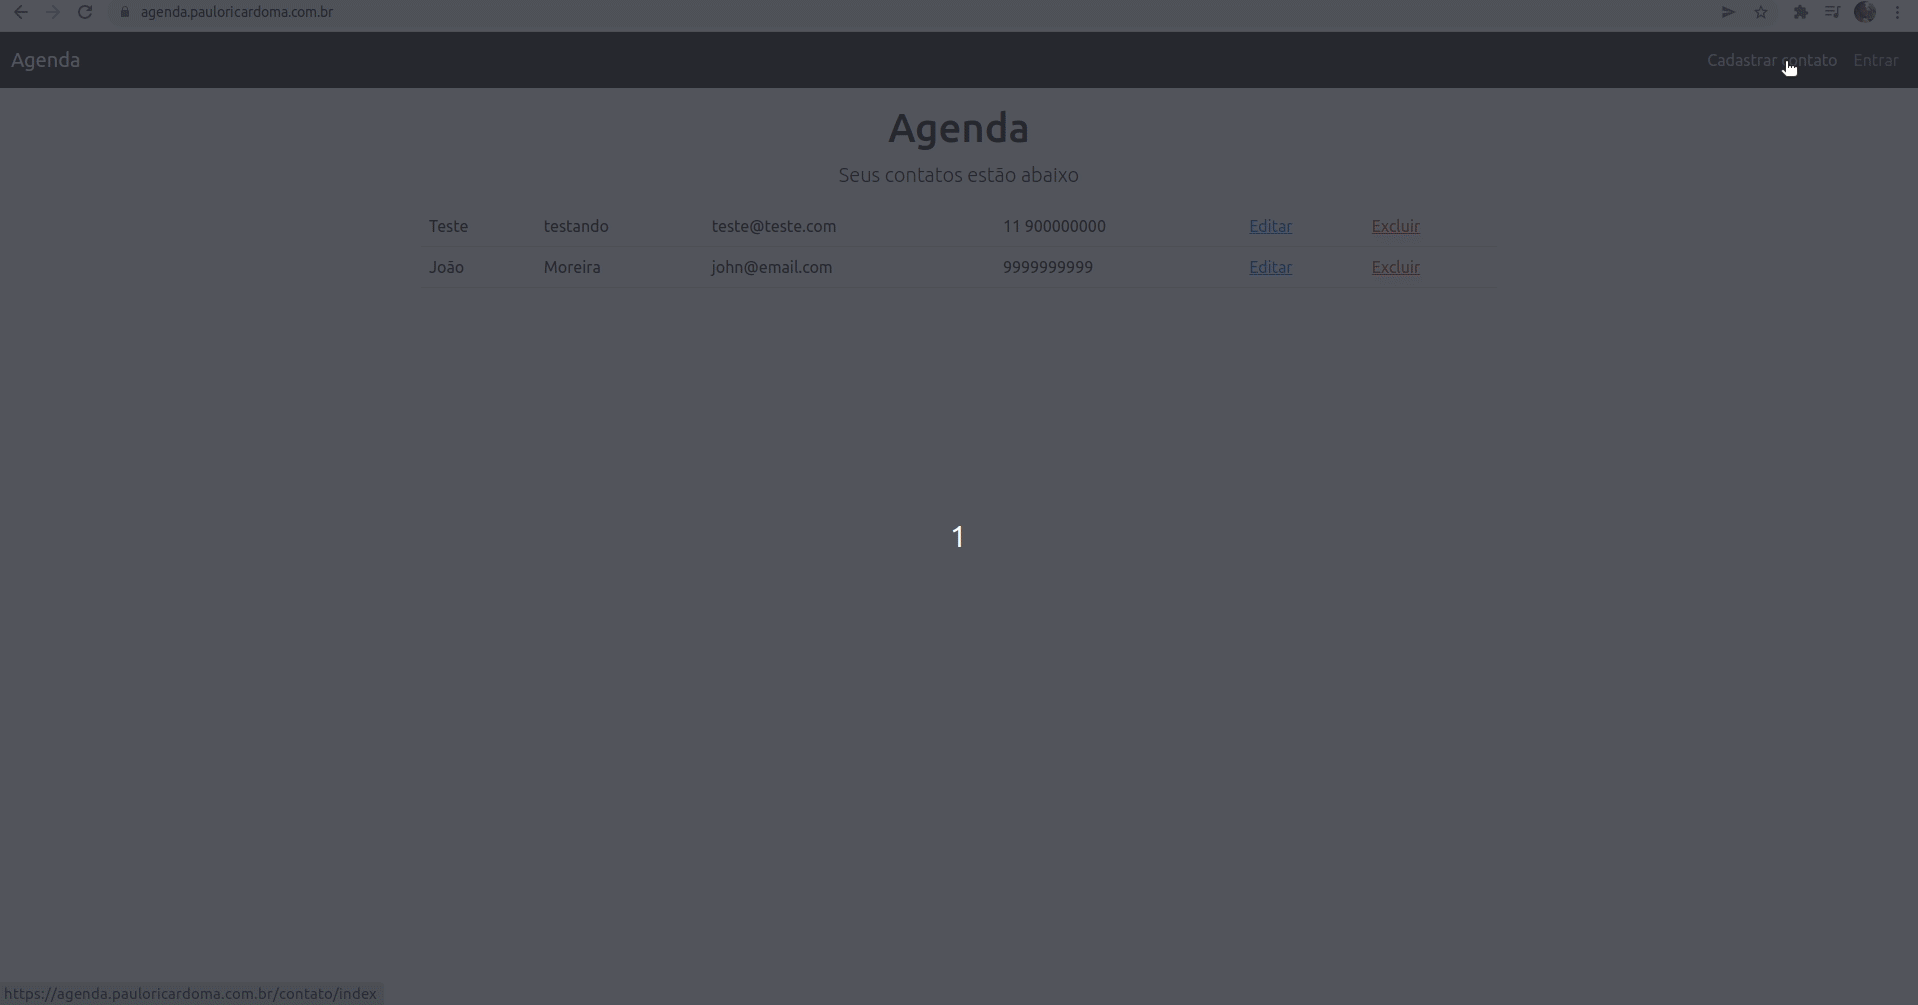 agenda.pauloricardoma.com.br
Agenda
Cadastrar contato Entrar
Agenda
Seus contatos estão abaixo
Teste testando teste@teste.com 11 900000000 Editar Excluir
João Moreira john@email.com 9999999999 Editar Excluir
1
https://agenda.pauloricardoma.com.br/contato/index